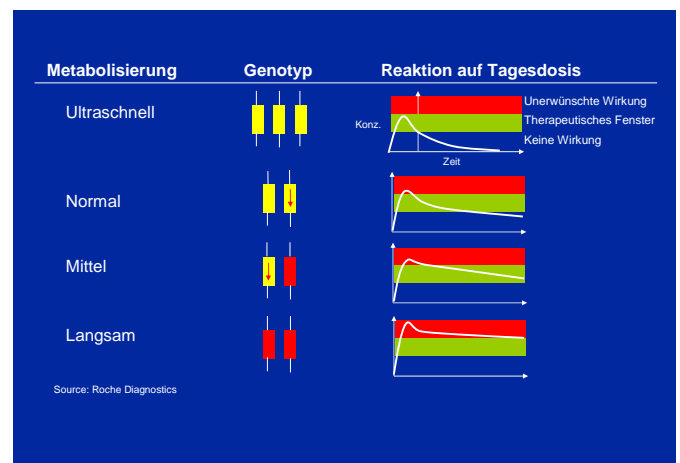 Metabolisierung Genotyp Reaktion auf Tagesdosis
Ultraschnell
Unerwünschte Wirkung
Therapeutisches Fenster
Konz.
Keine Wirkung
Zeit
Normal
Mittel
Langsam
Source: Roche Diagnostics